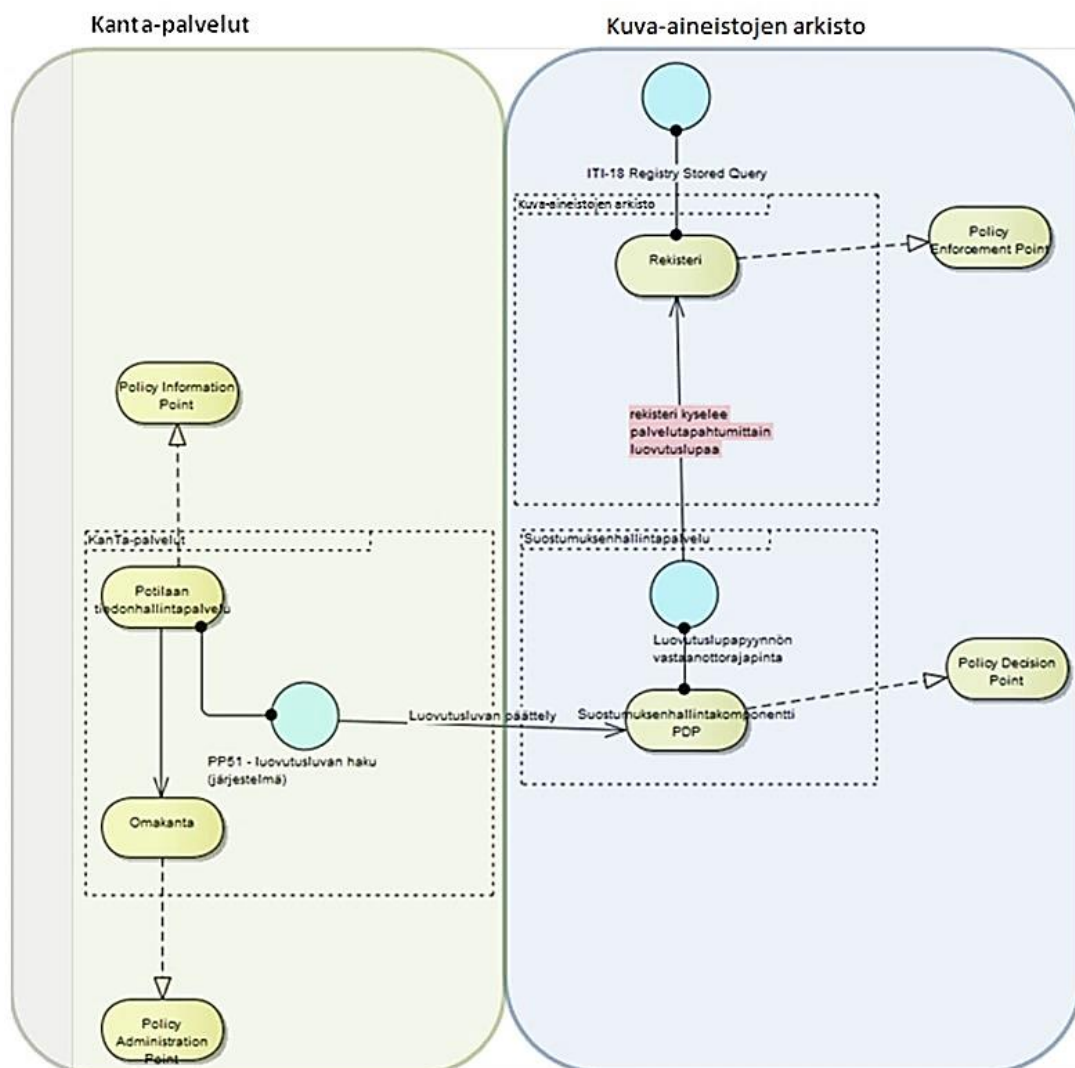 Kanta-palvelut
Kuva-aineistojen arkisto
ITI-18 Registry Stored Query
Kuva-aineistojen arkisto
Rekisteri
Policy
Enforcement Point
Policy Information
Point
rekisteri kyselee
palvelutapahtumittain
luovutuslupaa
KanTa-palvelut
Suostumuksenhallintapalvelu
Potilaan
tiedonhallintapalvelu
Luovutuslupapyynnön
vastaanottorajapinta
Policy Decision
Point
Luovutusluvan päättely
Suostumuksenhallintakomponentti
PDP
PP51 - luovutusluvan haku
(järjestelmä)
Omakanta
Policy
Administration
Point